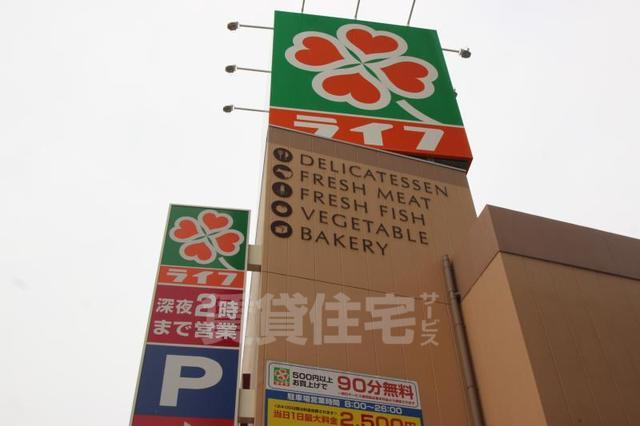 ライフ
DELICATESSEN
FRESH MEAT
FRESH FISH
VEGETABLE
BAKERY
ライフ
深夜2時
まで営業
P
賃貸住宅サービス
500円以上
お買上げで
90分無料
駐車場営業時間 8:00～26:00
当日1日最大料金 2,500円